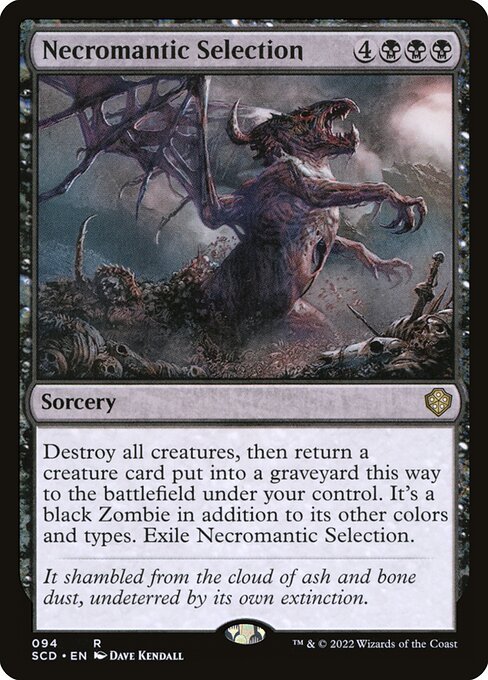 Necromantic Selection 4
Sorcery
Destroy all creatures, then return a
creature card put into a graveyard this way
to the battlefield under your control. It's a
black Zombie in addition to its other colors
and types. Exile Necromantic Selection.
It shambled from the cloud of ash and bone
dust, undeterred by its own extinction.
094 R
SCD • EN Dave Kendall
™ & © 2022 Wizards of the Coast